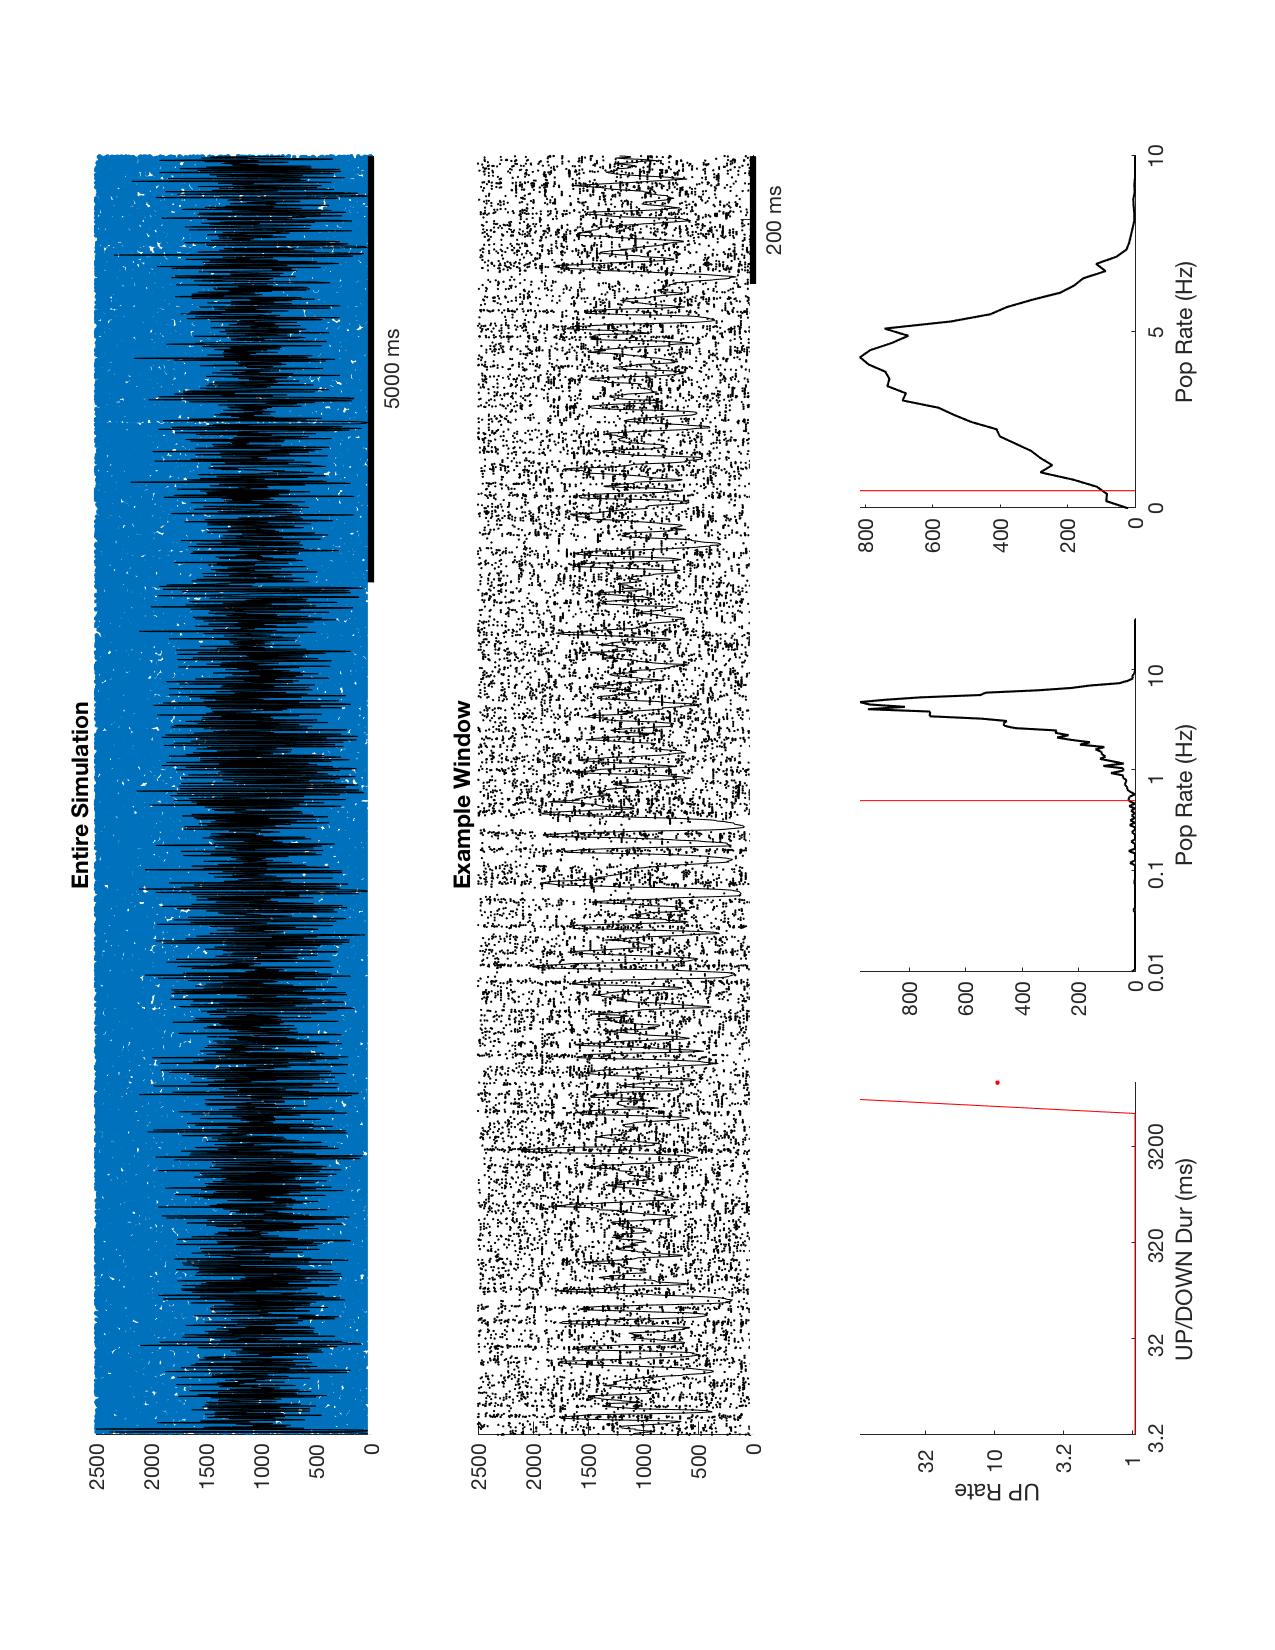 Entire Simulation
2500
2000
1500
1000
500
0
5000 ms
Example Window
2500
2000
1500
1000
500
0
200 ms
UP Rate
32
10
3.2
1
3.2 32 320 3200
UP/DOWN Dur (ms)
800
600
400
200
0
0.01 0.1 1 10
Pop Rate (Hz)
800
600
400
200
0
0 5 10
Pop Rate (Hz)